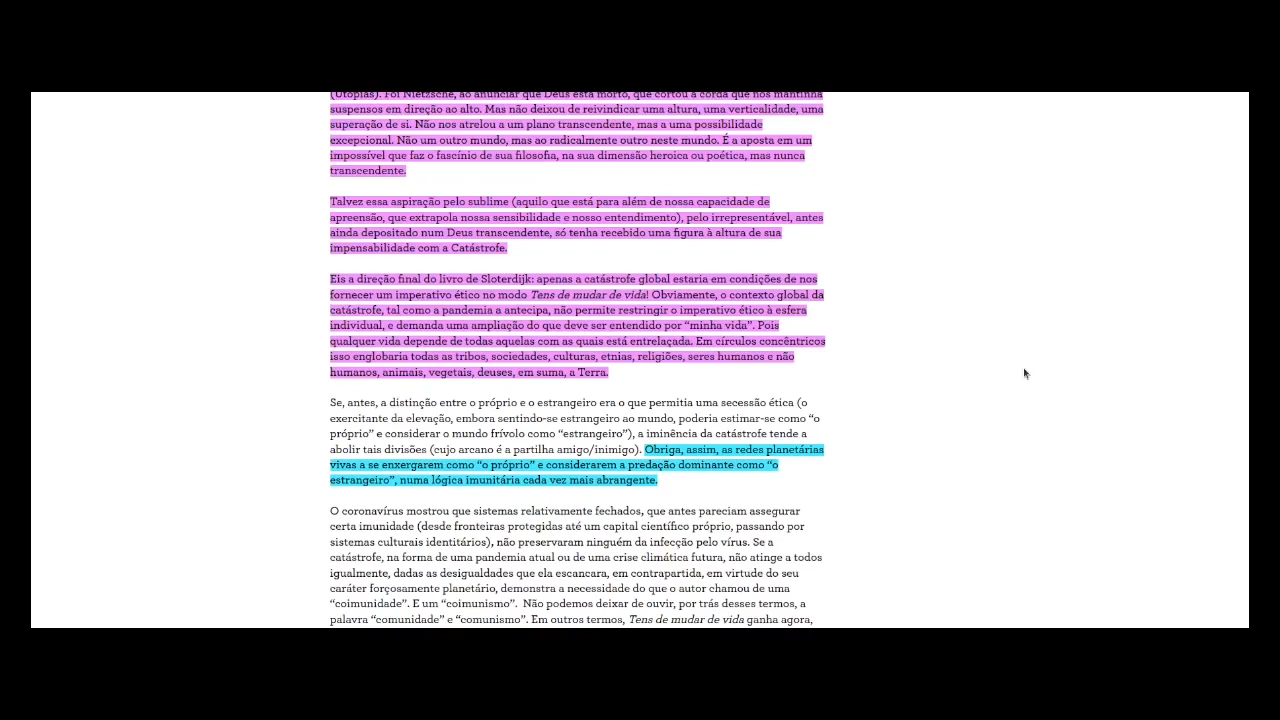 (Utopias). Foi Nietzsche, ao anunciar que Deus está morto, que cortou a corda que nos mantinha
suspensos em direção ao alto. Mas não deixou de reivindicar uma altura, uma verticalidade, uma
superação de si. Não nos atrelou a um plano transcendente, mas a uma possibilidade
excepcional. Não um outro mundo, mas ao radicalmente outro neste mundo. É a aposta em um
impossível que faz o fascínio de sua filosofia, na sua dimensão heroica ou poética, mas nunca
transcendente.
Talvez essa aspiração pelo sublime (aquilo que está para além de nossa capacidade de
apreensão, que extrapola nossa sensibilidade e nosso entendimento), pelo irrepresentável, antes
ainda depositado num Deus transcendente, só tenha recebido uma figura à altura de sua
impensabilidade com a Catástrofe.
Eis a direção final do livro de Sloterdijk: apenas a catástrofe global estaria em condições de nos
fornecer um imperativo ético no modo Tens de mudar de vida! Obviamente, o contexto global da
catástrofe, tal como a pandemia a antecipa, não permite restringir o imperativo ético à esfera
individual, e demanda uma ampliação do que deve ser entendido por “minha vida”. Pois
qualquer vida depende de todas aquelas com as quais está entrelaçada. Em círculos concêntricos
isso englobaria todas as tribos, sociedades, culturas, etnias, religiões, seres humanos e não
humanos, animais, vegetais, deuses, em suma, a Terra.
Se, antes, a distinção entre o próprio e o estrangeiro era o que permitia uma secessão ética (o
exercitante da elevação, embora sentindo-se estrangeiro ao mundo, poderia estimar-se como “o
próprio” e considerar o mundo frívolo como “estrangeiro”), a iminência da catástrofe tende a
abolir tais divisões (cujo arcano é a partilha amigo/inimigo). Obriga, assim, as redes planetárias
vivas a se enxergarem como “o próprio” e considerarem a predação dominante como “o
estrangeiro”, numa lógica imunitária cada vez mais abrangente.
O coronavírus mostrou que sistemas relativamente fechados, que antes pareciam assegurar
certa imunidade (desde fronteiras protegidas até um capital científico próprio, passando por
sistemas culturais identitários), não preservaram ninguém da infecção pelo vírus. Se a
catástrofe, na forma de uma pandemia atual ou de uma crise climática futura, não atinge a todos
igualmente, dadas as desigualdades que ela escancara, em contrapartida, em virtude do seu
caráter forçosamente planetário, demonstra a necessidade do que o autor chamou de uma
“coimunidade”. E um “coimunismo”. Não podemos deixar de ouvir, por trás desses termos, a
palavra “comunidade” e “comunismo”. Em outros termos, Tens de mudar de vida ganha agora,